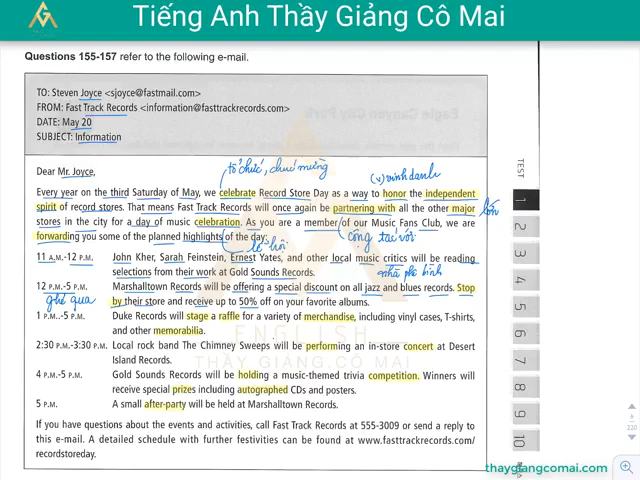 Tiếng Anh Thầy Giảng Cô Mai
Questions 155-157 refer to the following e-mail.
TO: Steven Joyce <sjoyce@fastmail.com>
FROM: Fast Track Records <information@fasttrackrecords.com>
DATE: May 20
SUBJECT: Information
Dear Mr. Joyce,
tổ chức, chúc mừng
(v) vinh danh
Every year on the third Saturday of May, we celebrate Record Store Day as a way to honor the independent
spirit of record stores. That means Fast Track Records will once again be partnering with all the other major
lớn
stores in the city for a day of music celebration. As you are a member of our Music Fans Club, we are
forwarding you some of the planned highlights of the day:
lễ hội
cộng tác với
11 A.M.-12 P.M. John Kher, Sarah Feinstein, Ernest Yates, and other local music critics will be reading
selections from their work at Gold Sounds Records.
nhà phê bình
12 P.M.-5 P.M. Marshalltown Records will be offering a special discount on all jazz and blues records. Stop
ghé qua
by their store and receive up to 50% off on your favorite albums.
1 P.M.-5 P.M. Duke Records will stage a raffle for a variety of merchandise, including vinyl cases, T-shirts,
and other memorabilia.
2:30 P.M.-3:30 P.M. Local rock band The Chimney Sweeps will be performing an in-store concert at Desert
Island Records.
4 P.M.-5 P.M. Gold Sounds Records will be holding a music-themed trivia competition. Winners will
receive special prizes including autographed CDs and posters.
5 P.M. A small after-party will be held at Marshalltown Records.
If you have questions about the events and activities, call Fast Track Records at 555-3009 or send a reply to
this e-mail. A detailed schedule with further festivities can be found at www.fasttrackrecords.com/
recordstoreday.
ENGLISH
THẦY GIẢNG CÔ MAI
TEST
1
2
3
4
5
6
7
8
9
10
220
thaygiangcomai.com